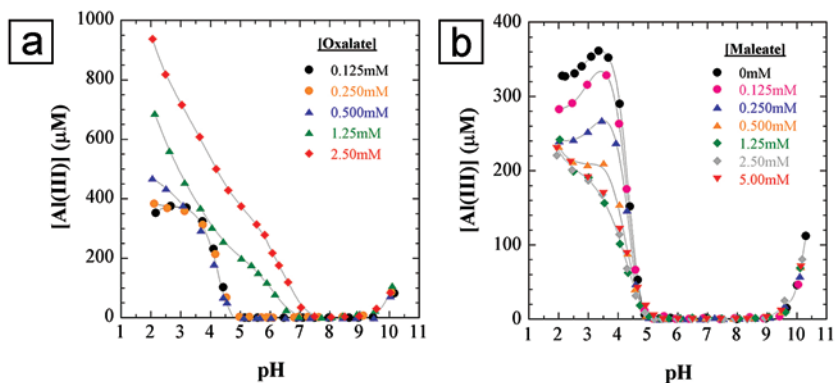 a
[Al(III)] (µM)
1000
800
600
400
200
0
[Oxalate]
0.125mM
0.250mM
0.500mM
1.25mM
2.50mM
1 2 3 4 5 6 7 8 9 10 11
pH
b
[Al(III)] (µM)
400
300
200
100
0
[Maleate]
0mM
0.125mM
0.250mM
0.500mM
1.25mM
2.50mM
5.00mM
1 2 3 4 5 6 7 8 9 10 11
pH